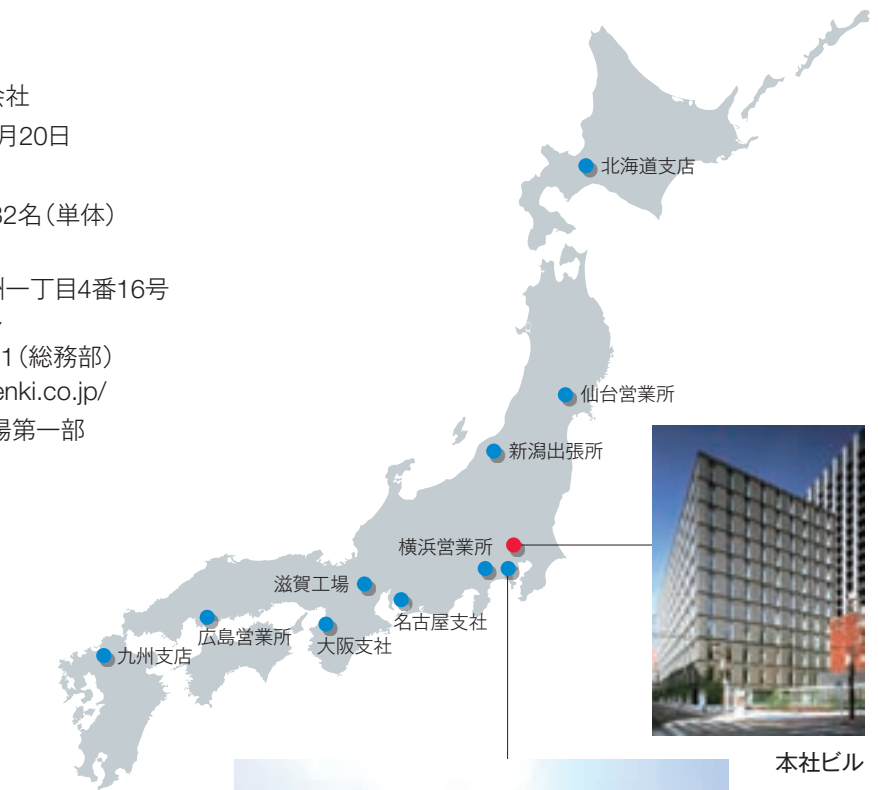 会社
月20日
32名（単体）
一丁目4番16号
1（総務部）
enki.co.jp/
場第一部
北海道支店
仙台営業所
新潟出張所
横浜営業所
滋賀工場
名古屋支社
広島営業所
大阪支社
九州支店
本社ビル